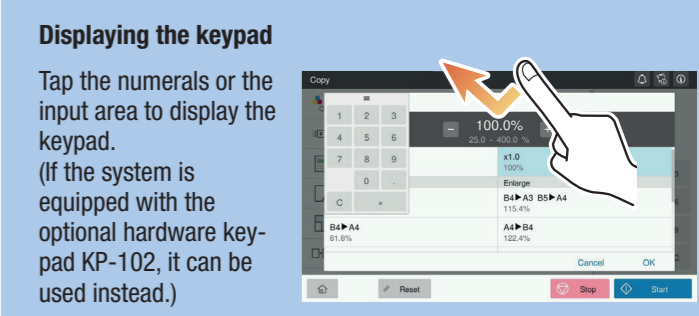 Displaying the keypad
Tap the numerals or the
input area to display the
keypad.
(If the system is
equipped with the
optional hardware key-
pad KP-102, it can be
used instead.)
Copy
1 2 3
4 5 6
7 8 9
0 .
C ×
− 100.0%
25.0 - 400.0 %
x1.0
100%
Enlarge
B4▶A3 B5▶A4
115.4%
B4▶A4
81.6%
A4▶B4
122.4%
Cancel OK
Reset Stop Start